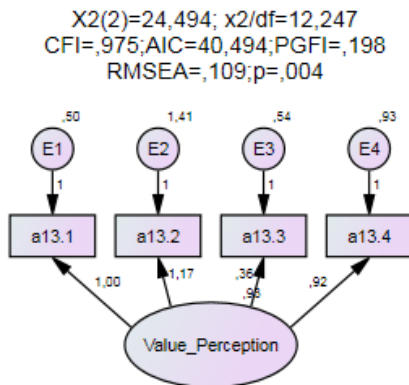 X2(2)=24,494; x2/df=12,247
CFI=,975;AIC=40,494;PGFI=,198
RMSEA=,109;p=,004
,50 1,41 ,54 ,93
E1 E2 E3 E4
1 1 1 1
a13.1 a13.2 a13.3 a13.4
1,00 1,17 ,36 ,92
,93
Value_Perception